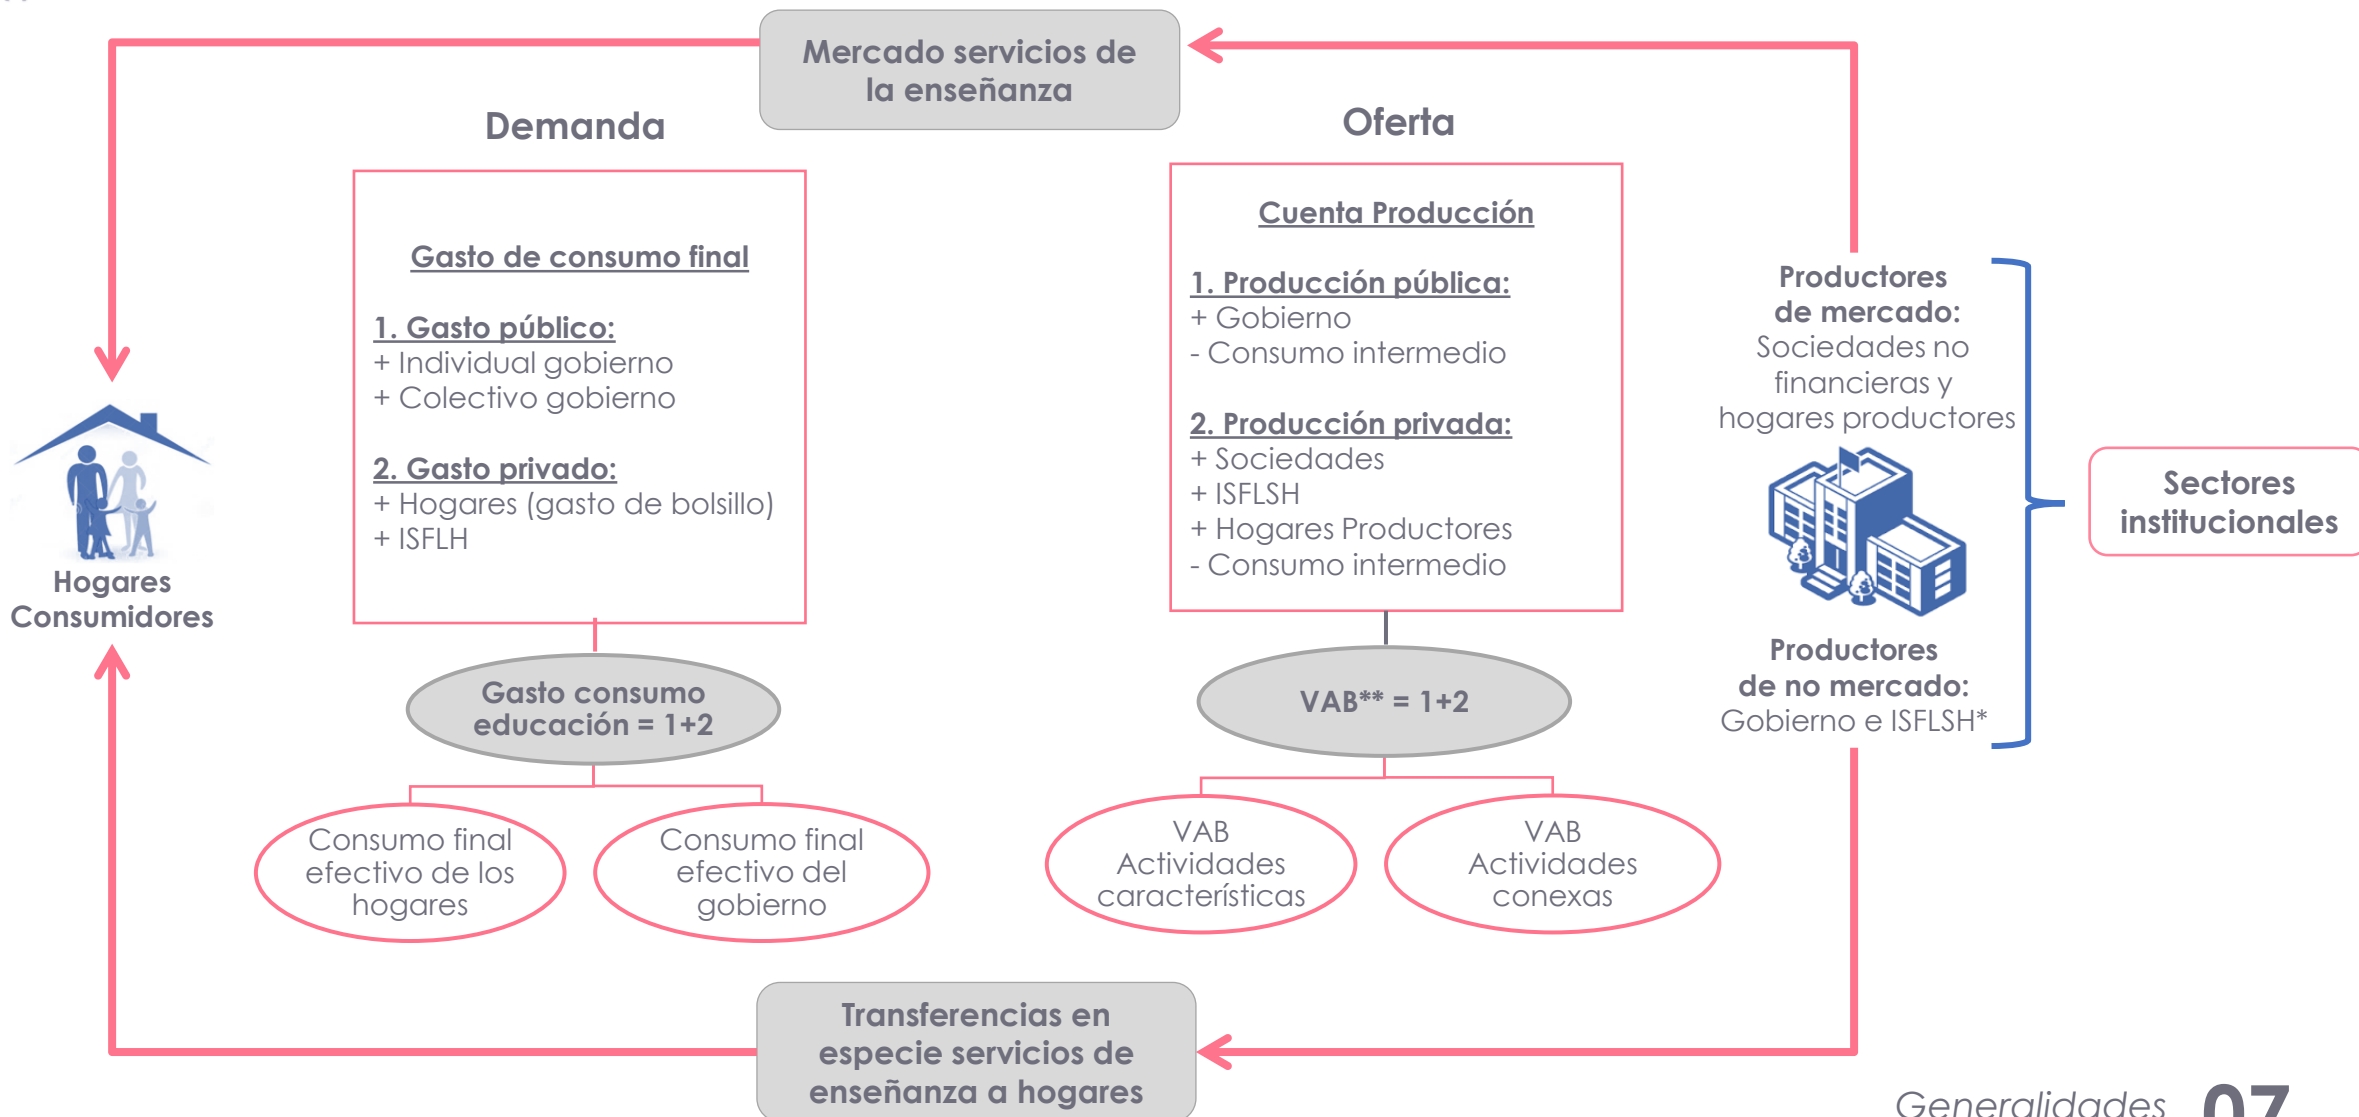 Mercado servicios de
la enseñanza
Demanda
Oferta
Gasto de consumo final
1. Gasto público:
+ Individual gobierno
+ Colectivo gobierno
2. Gasto privado:
+ Hogares (gasto de bolsillo)
+ ISFLH
Cuenta Producción
1. Producción pública:
+ Gobierno
- Consumo intermedio
2. Producción privada:
+ Sociedades
+ ISFLSH
+ Hogares Productores
- Consumo intermedio
Productores
de mercado:
Sociedades no
financieras y
hogares productores
Sectores
institucionales
Hogares
Consumidores
Productores
de no mercado:
Gobierno e ISFLSH*
Gasto consumo
educación = 1+2
VAB** = 1+2
Consumo final
efectivo de los
hogares
Consumo final
efectivo del
gobierno
VAB
Actividades
características
VAB
Actividades
conexas
Transferencias en
especie servicios de
enseñanza a hogares
Generalidades 07